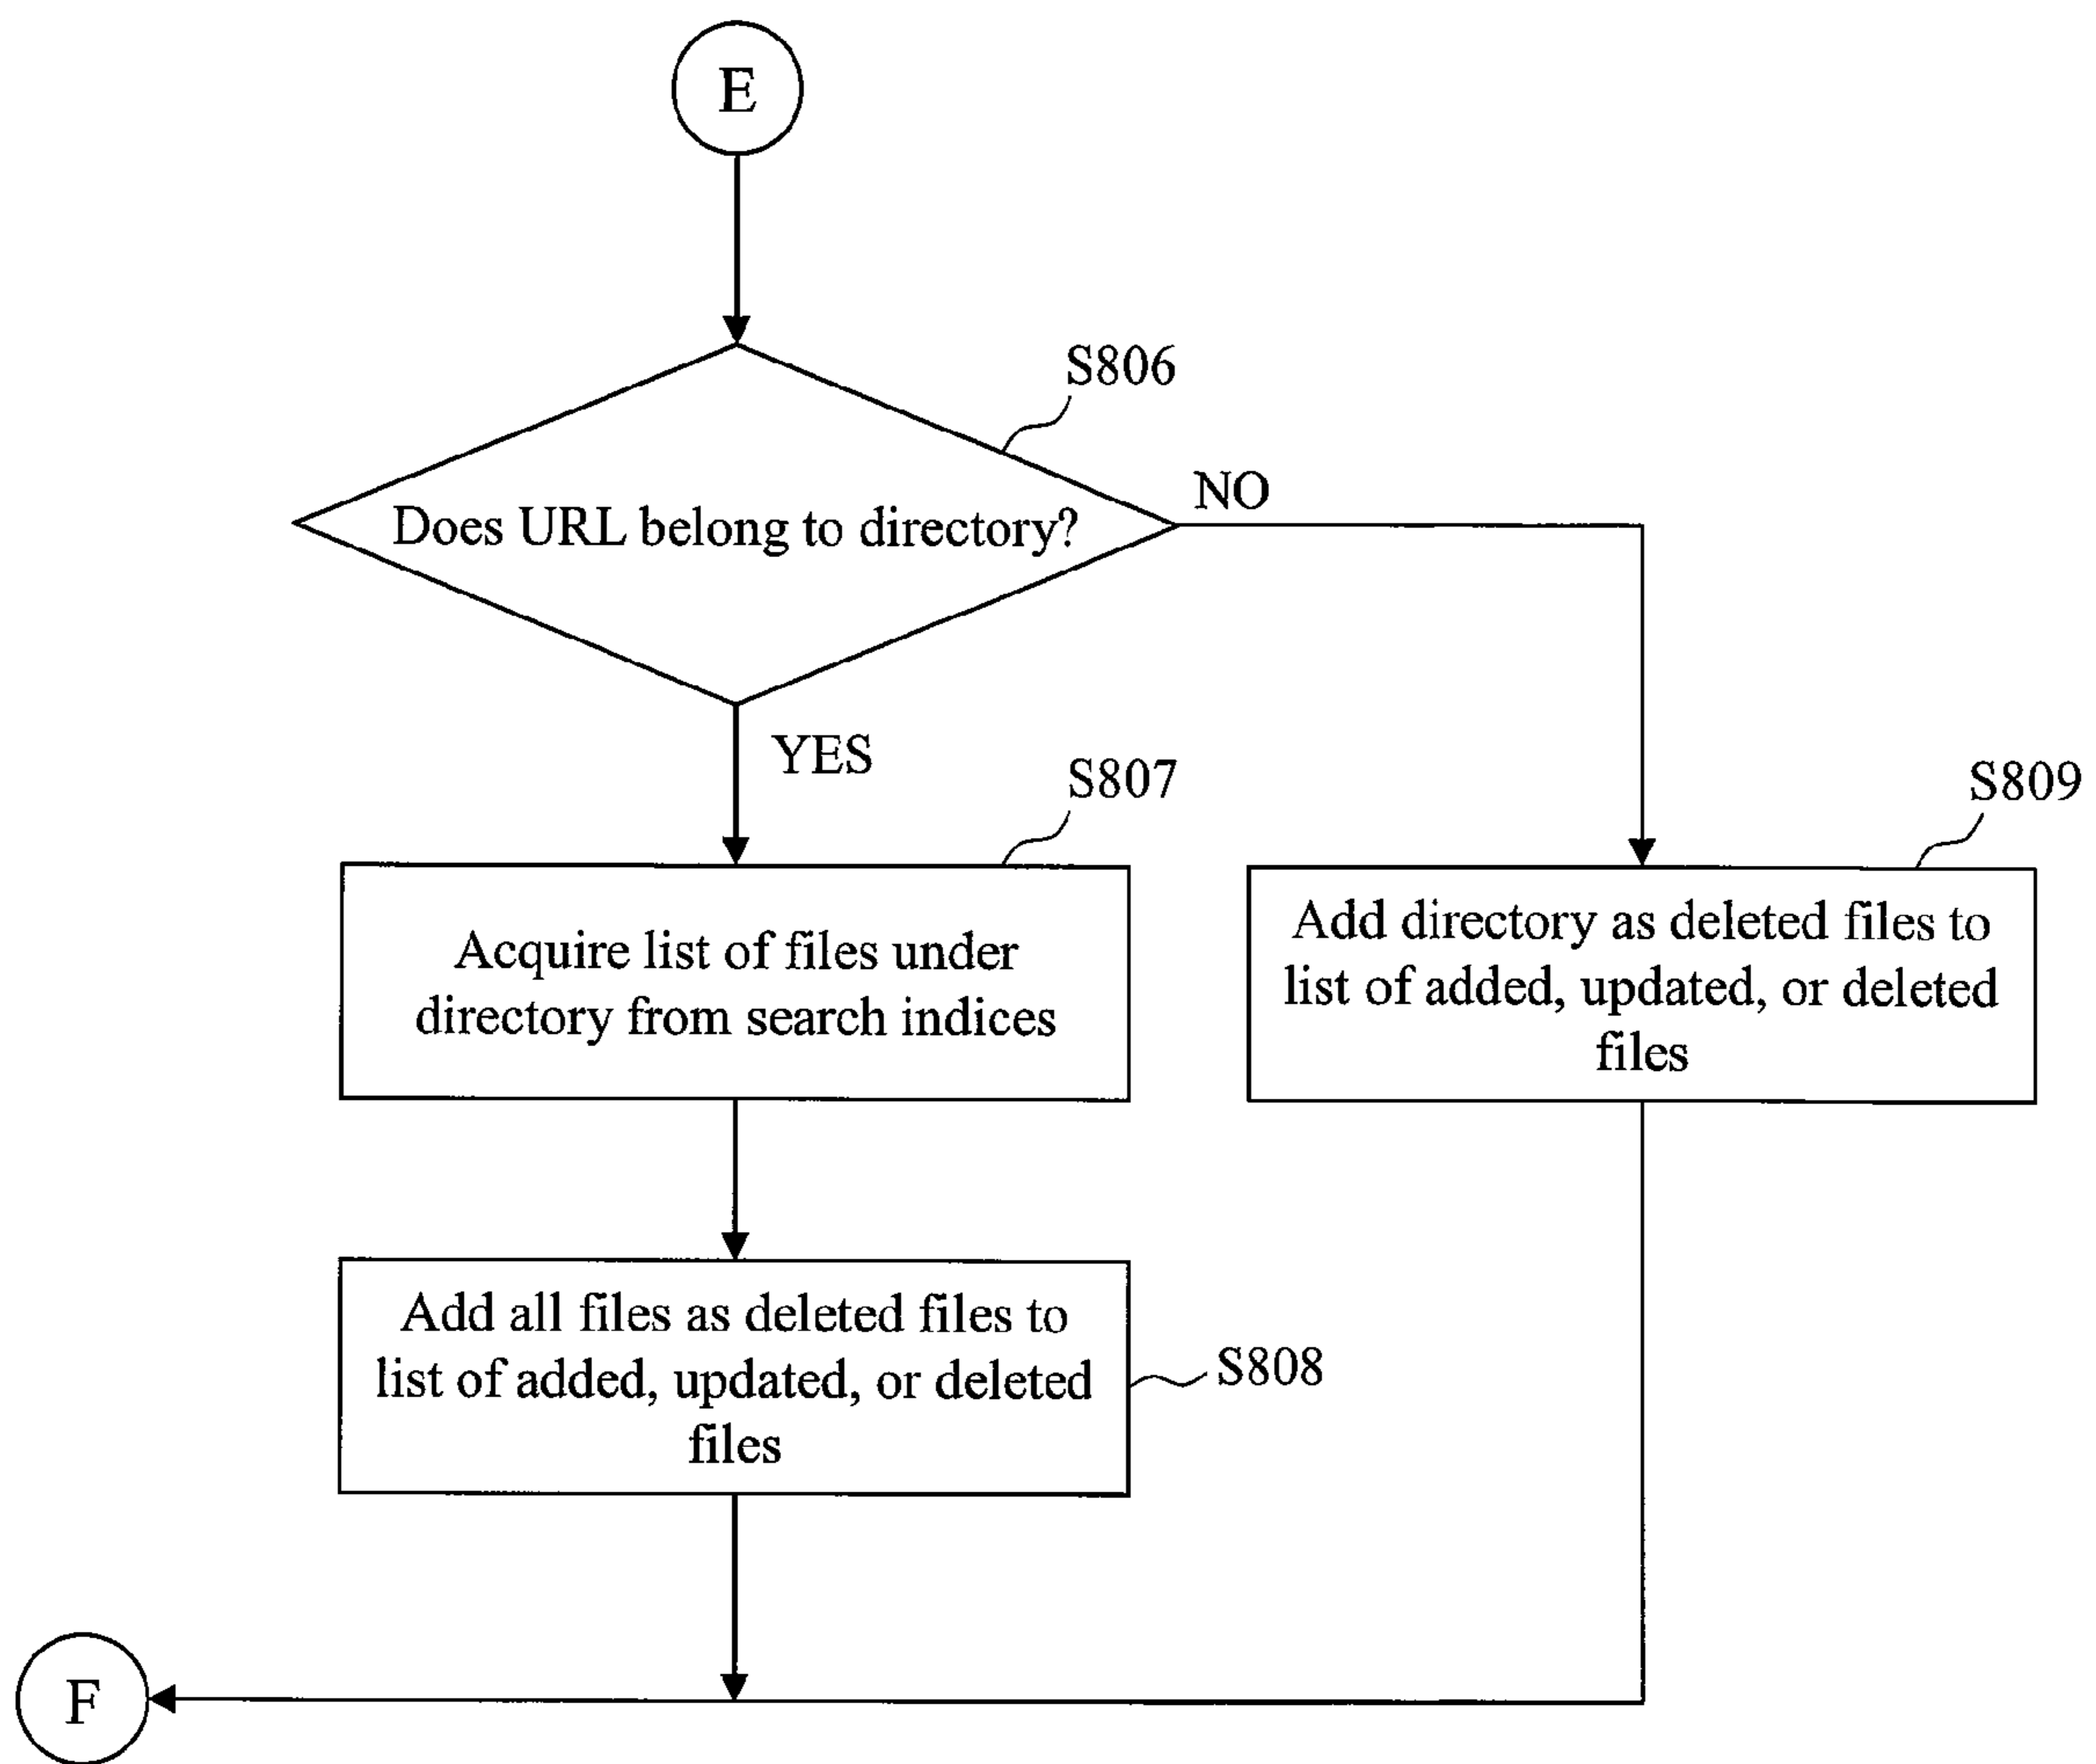 E
S806
Does URL belong to directory?
NO
YES
S807
S809
Acquire list of files under
directory from search indices
Add directory as deleted files to
list of added, updated, or deleted
files
Add all files as deleted files to
list of added, updated, or deleted
files
S808
F